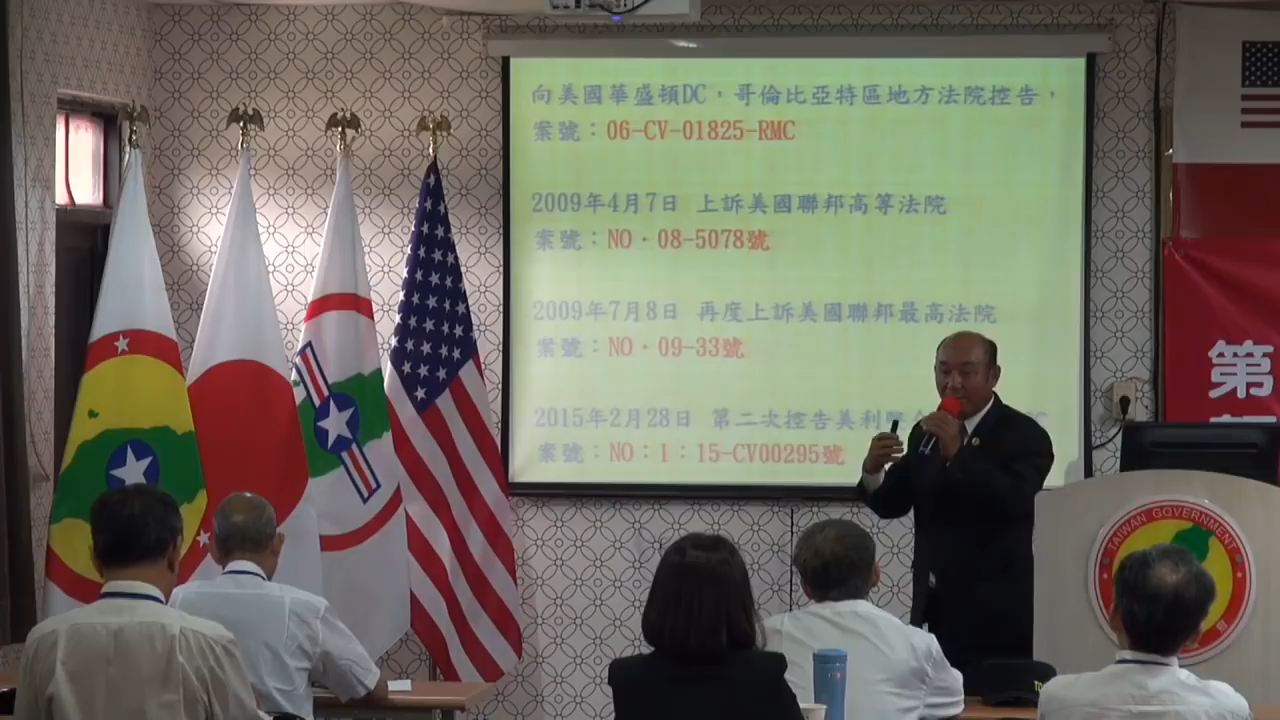 向美國華盛頓DC，哥倫比亞特區地方法院控告，
案號：06-CV-01825-RMC
2009年4月7日 上訴美國聯邦高等法院
案號：NO·08-5078號
2009年7月8日 再度上訴美國聯邦最高法院
案號：NO·09-33號
2015年2月28日 第二次控告美利
案號：NO：1：15-CV00295號
第
TAIWAN GOVERNMENT